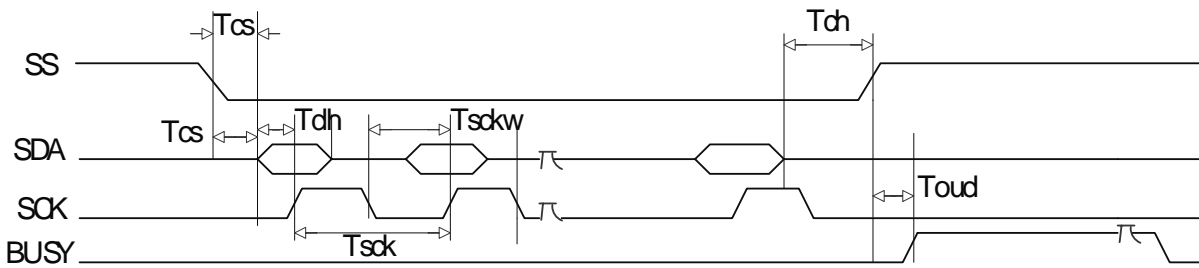 Tcs
Tch
SS
Tcs
Tdh
Tsckw
SDA
SCK
Toud
Tsck
BUSY